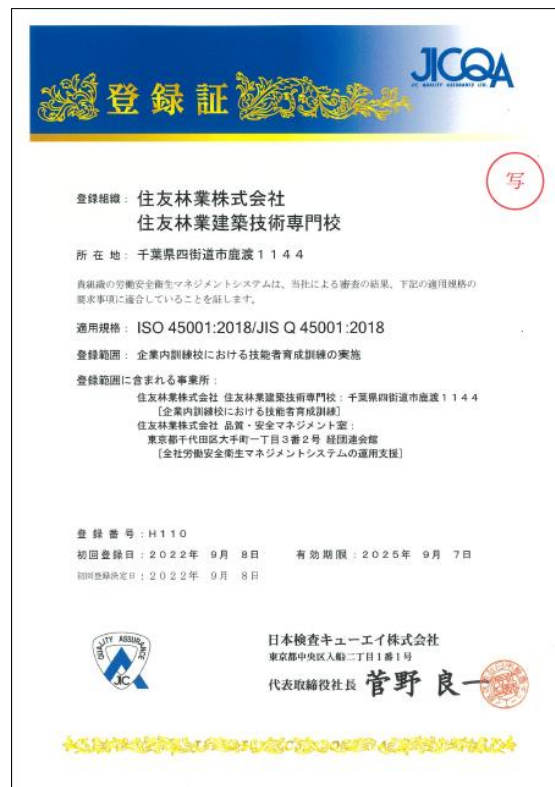 登録証
JICQA
JIC QUALITY ASSURANCE LTD.
写
登録組織：住友林業株式会社
住友林業建築技術専門校
所 在 地：千葉県四街道市鹿渡１１４４
貴組織の労働安全衛生マネジメントシステムは、当社による審査の結果、下記の適用規格の
要求事項に適合していることを証します。
適用規格：ISO 45001:2018/JIS Q 45001:2018
登録範囲：企業内訓練校における技能者育成訓練の実施
登録範囲に含まれる事業所：
住友林業株式会社 住友林業建築技術専門校：千葉県四街道市鹿渡１１４４
［企業内訓練校における技能者育成訓練］
住友林業株式会社 品質・安全マネジメント室：
東京都千代田区大手町一丁目３番２号 経団連会館
［全社労働安全衛生マネジメントシステムの運用支援］
登 録 番 号：H１１０
初回登録日：２０２２年 ９月 ８日 有効期限：２０２５年 ９月 ７日
初回登録決定日：２０２２年 ９月 ８日
QUALITY ASSURANCE
JIC
日本検査キューエイ株式会社
東京都中央区入船二丁目１番１号
代表取締役社長 菅野 良一